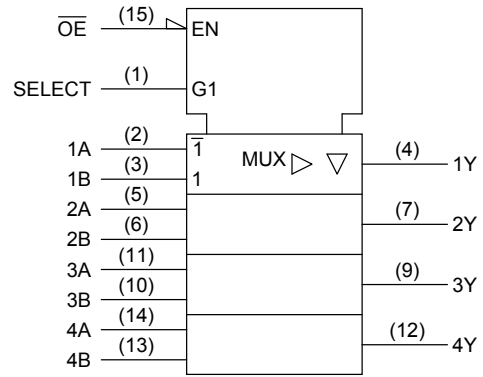 O̅E̅ (15) EN
SELECT (1) G1
1A (2) 1̅ MUX (4) 1Y
1B (3) 1
2A (5) (7) 2Y
2B (6)
3A (11) (9) 3Y
3B (10)
4A (14) (12) 4Y
4B (13)